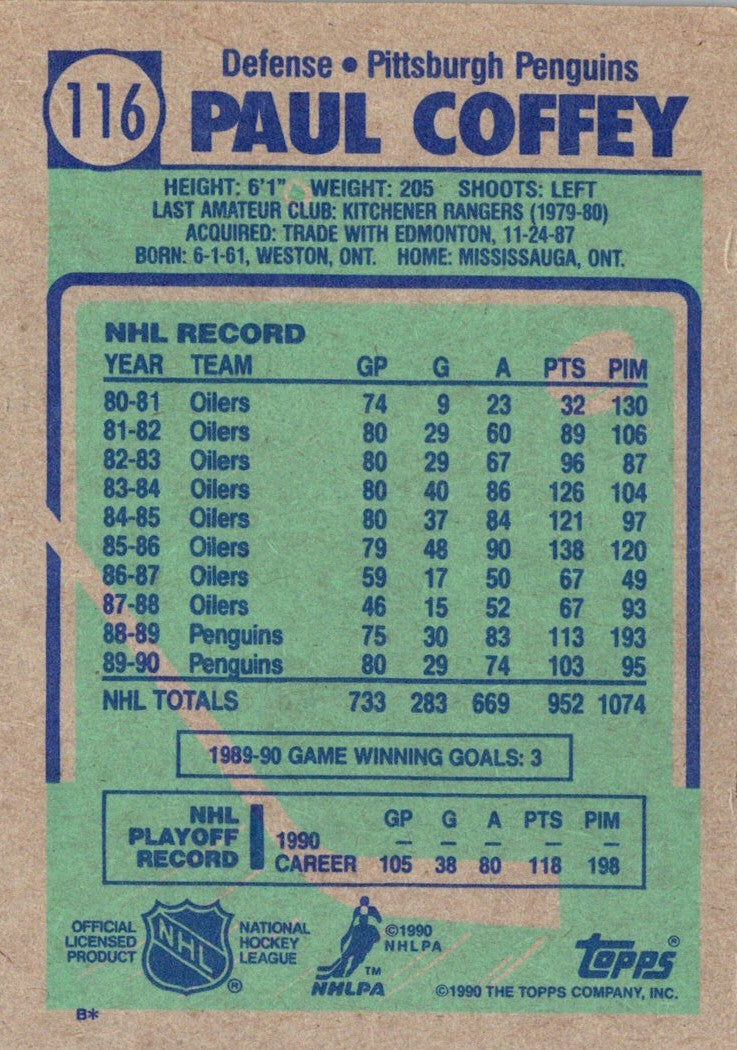 116
Defense • Pittsburgh Penguins
PAUL COFFEY
HEIGHT: 6'1" WEIGHT: 205 SHOOTS: LEFT
LAST AMATEUR CLUB: KITCHENER RANGERS (1979-80)
ACQUIRED: TRADE WITH EDMONTON, 11-24-87
BORN: 6-1-61, WESTON, ONT. HOME: MISSISSAUGA, ONT.
NHL RECORD
YEAR TEAM GP G A PTS PIM
80-81 Oilers 74 9 23 32 130
81-82 Oilers 80 29 60 89 106
82-83 Oilers 80 29 67 96 87
83-84 Oilers 80 40 86 126 104
84-85 Oilers 80 37 84 121 97
85-86 Oilers 79 48 90 138 120
86-87 Oilers 59 17 50 67 49
87-88 Oilers 46 15 52 67 93
88-89 Penguins 75 30 83 113 193
89-90 Penguins 80 29 74 103 95
NHL TOTALS 733 283 669 952 1074
1989-90 GAME WINNING GOALS: 3
NHL PLAYOFF RECORD
GP G A PTS PIM
1990 – – – – –
CAREER 105 38 80 118 198
OFFICIAL LICENSED PRODUCT
NHL ®
NATIONAL HOCKEY LEAGUE
TM
NHLPA
©1990 NHLPA
Topps®
©1990 THE TOPPS COMPANY, INC.
B*